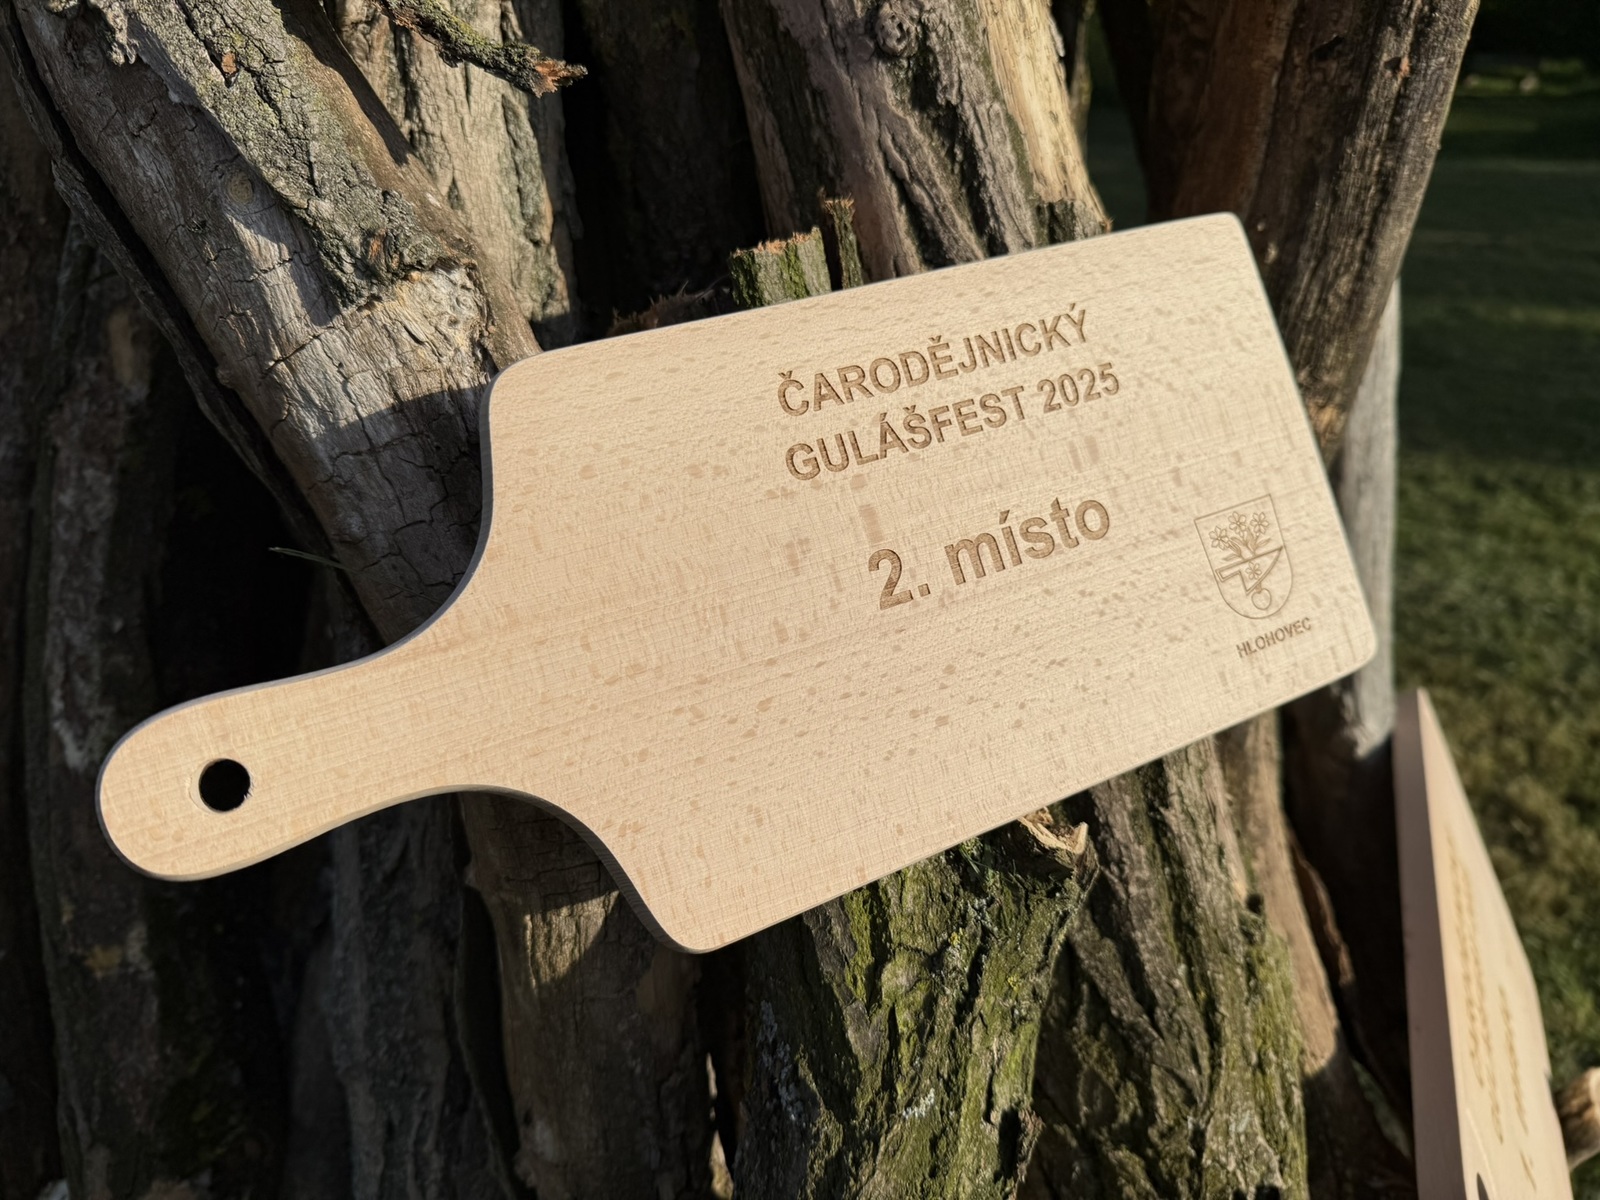 ČARODĚJNICKÝ
GULÁŠFEST 2025
2. místo
HLOHOVEC